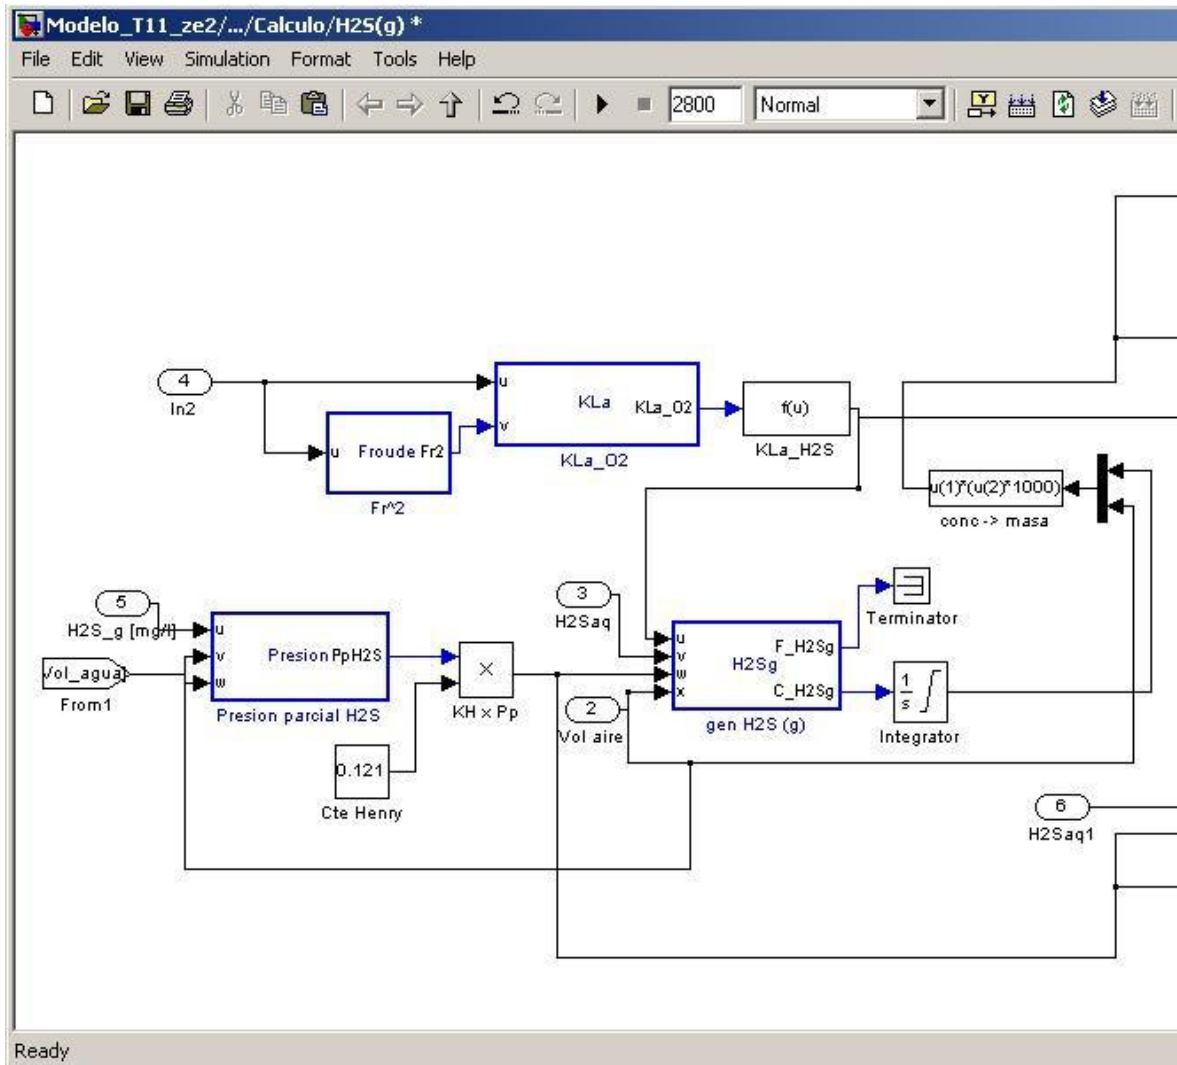 Modelo_T11_ze2/.../Calculo/H2S(g) *
File Edit View Simulation Format Tools Help
2800 Normal
4
In2
u
Froude Fr2
Fr^2
u
v
KLa
KLa_O2
KLa_O2
f(u)
KLa_H2S
u(1)*(u(2)*1000)
conc -> masa
5
H2S_g [mg/l]
Vol_agua
From1
u
v
w
Presion PpH2S
Presion parcial H2S
×
KH x Pp
0.121
Cte Henry
3
H2Saq
2
Vol aire
u
v
w
x
H2Sg
F_H2Sg
C_H2Sg
gen H2S (g)
Terminator
1
s
Integrator
6
H2Saq1
Ready